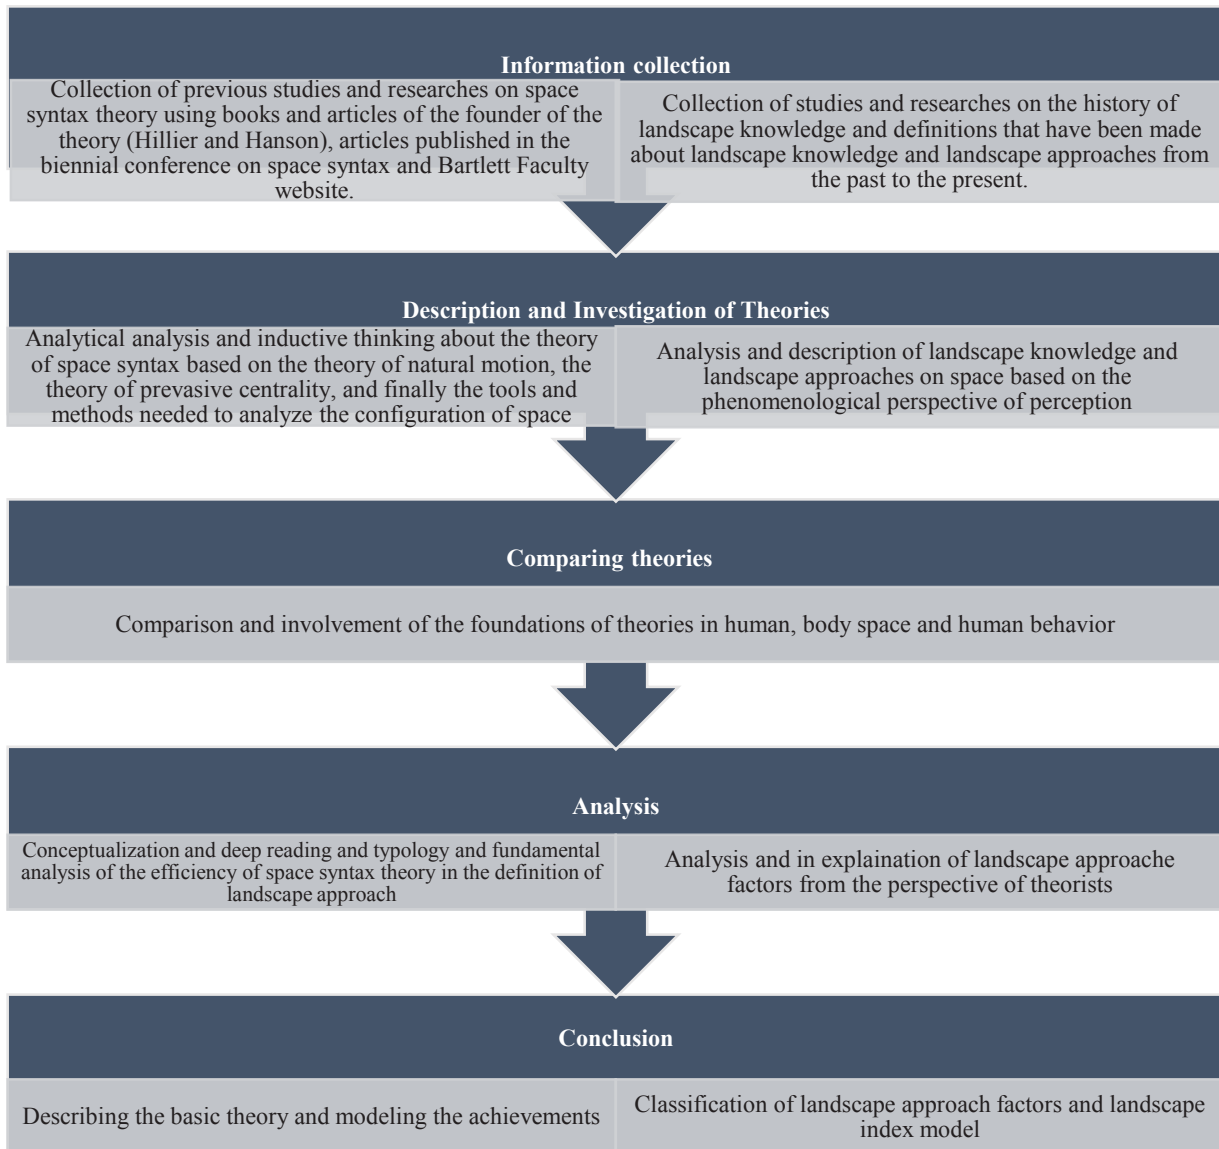 Information collection
Collection of previous studies and researches on space
syntax theory using books and articles of the founder of
the theory (Hillier and Hanson), articles published in the
biennial conference on space syntax and Bartlett Faculty
website.
Collection of studies and researches on the history of
landscape knowledge and definitions that have been made
about landscape knowledge and landscape approaches from
the past to the present.
Description and Investigation of Theories
Analytical analysis and inductive thinking about the theory
of space syntax based on the theory of natural motion, the
theory of prevasive centrality, and finally the tools and
methods needed to analyze the configuration of space
Analysis and description of landscape knowledge and
landscape approaches on space based on the
phenomenological perspective of perception
Comparing theories
Comparison and involvement of the foundations of theories in human, body space and human behavior
Analysis
Conceptualization and deep reading and typology and fundamental
analysis of the efficiency of space syntax theory in the definition of
landscape approach
Analysis and in explaination of landscape approache
factors from the perspective of theorists
Conclusion
Describing the basic theory and modeling the achievements
Classification of landscape approach factors and landscape
index model